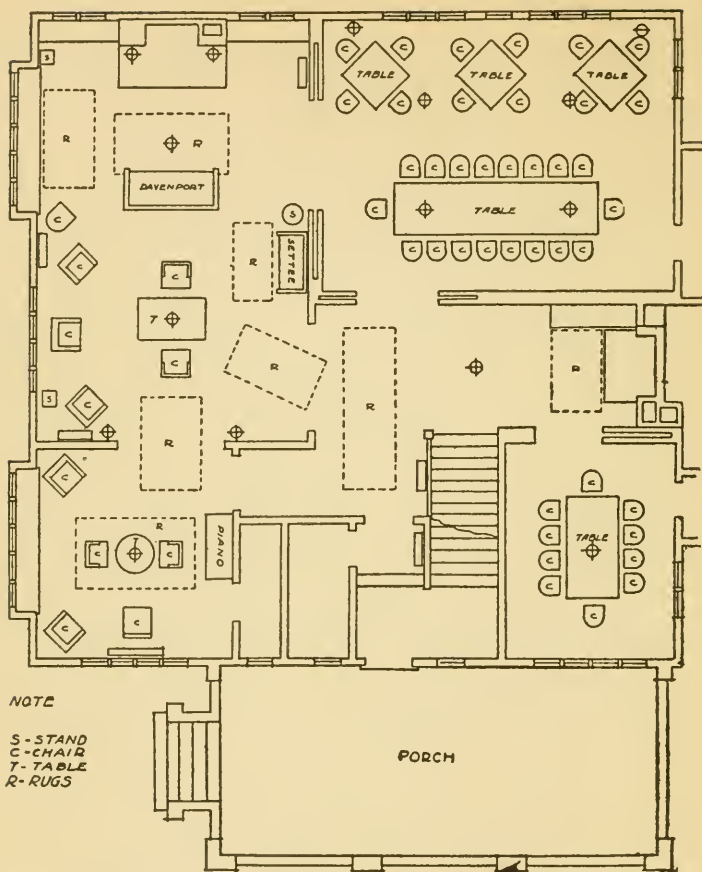 C C C C C C
S
TABLE TABLE TABLE
C C C C C C
R
R
DAVENPORT
C C C C C C C C
C TABLE C
C C C C C C C C
C
S
R
SETTEE
C
C
T
C
C
R
R
R
S
C
R
C
C
C C
R
C C
TABLE
PIANO
C T C
C C
C C
C
C
C
NOTE
S - STAND
C - CHAIR
T - TABLE
R - RUGS
PORCH